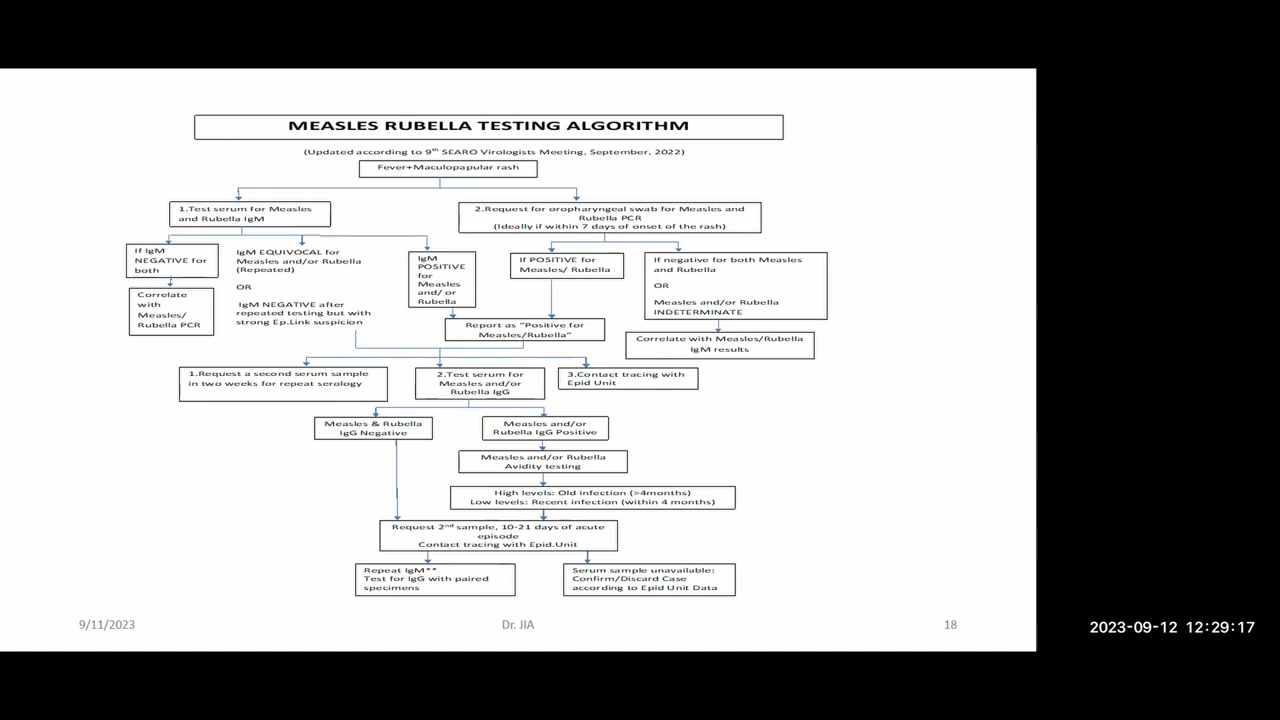 MEASLES RUBELLA TESTING ALGORITHM
(Updated according to 9th SEARO Virologists Meeting, September, 2022)
Fever+Maculopapular rash
1.Test serum for Measles
and Rubella IgM
2.Request for oropharyngeal swab for Measles and
Rubella PCR
(Ideally if within 7 days of onset of the rash)
If IgM
NEGATIVE for
both
IgM EQUIVOCAL for
Measles and/or Rubella
(Repeated)
OR
IgM NEGATIVE after
repeated testing but with
strong Ep.Link suspicion
IgM
POSITIVE
for
Measles
and/ or
Rubella
If POSITIVE for
Measles/ Rubella
If negative for both Measles
and Rubella
OR
Measles and/or Rubella
INDETERMINATE
Correlate
with
Measles/
Rubella PCR
Report as "Positive for
Measles/Rubella"
Correlate with Measles/Rubella
IgM results
1.Request a second serum sample
in two weeks for repeat serology
2.Test serum for
Measles and/or
Rubella IgG
3.Contact tracing with
Epid Unit
Measles & Rubella
IgG Negative
Measles and/or
Rubella IgG Positive
Measles and/or Rubella
Avidity testing
High levels: Old infection (>4months)
Low levels: Recent infection (within 4 months)
Request 2nd sample, 10-21 days of acute
episode
Contact tracing with Epid.Unit
Repeat IgM**
Test for IgG with paired
specimens
Serum sample unavailable:
Confirm/Discard Case
according to Epid Unit Data
9/11/2023
Dr. JIA
18
2023-09-12 12:29:17